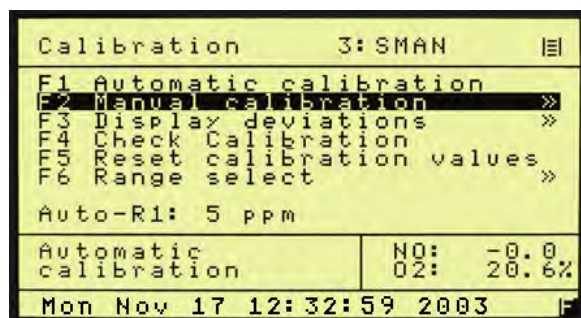 Calibration 3:SMAN
F1 Automatic calibration
F2 Manual calibration »
F3 Display deviations »
F4 Check Calibration
F5 Reset calibration values
F6 Range select »
Auto-R1: 5 ppm
Automatic calibration
NO: -0.0
O2: 20.6%
Mon Nov 17 12:32:59 2003